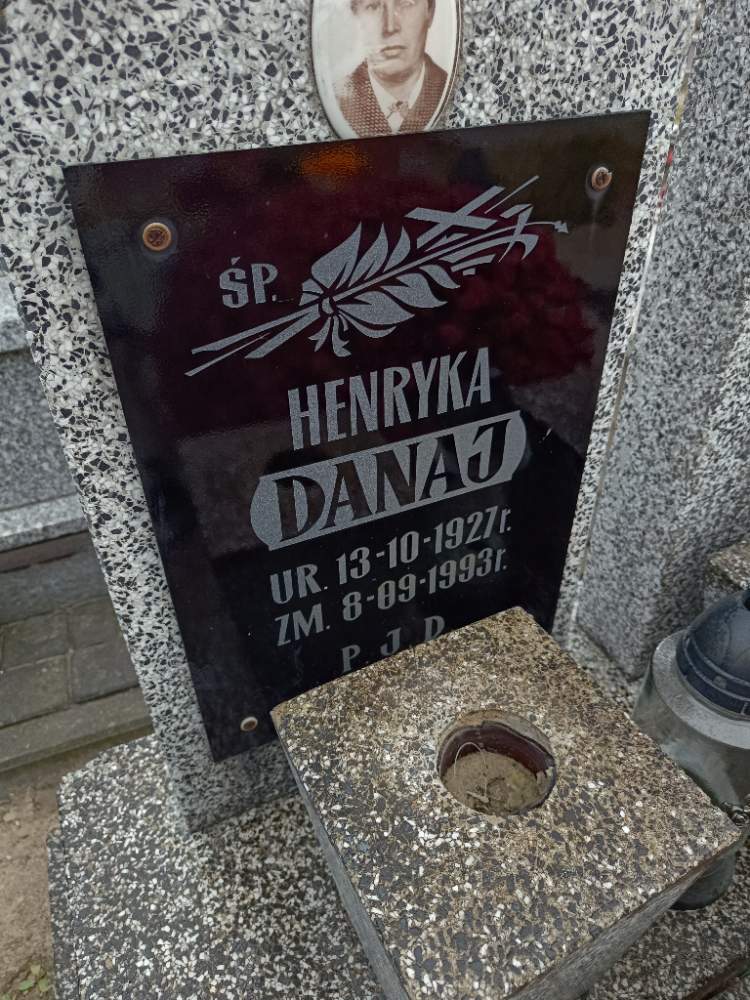 ŚP.
HENRYKA
DANAJ
UR. 13-10-1927r.
ZM. 8-09-1993r.
P. J. D.